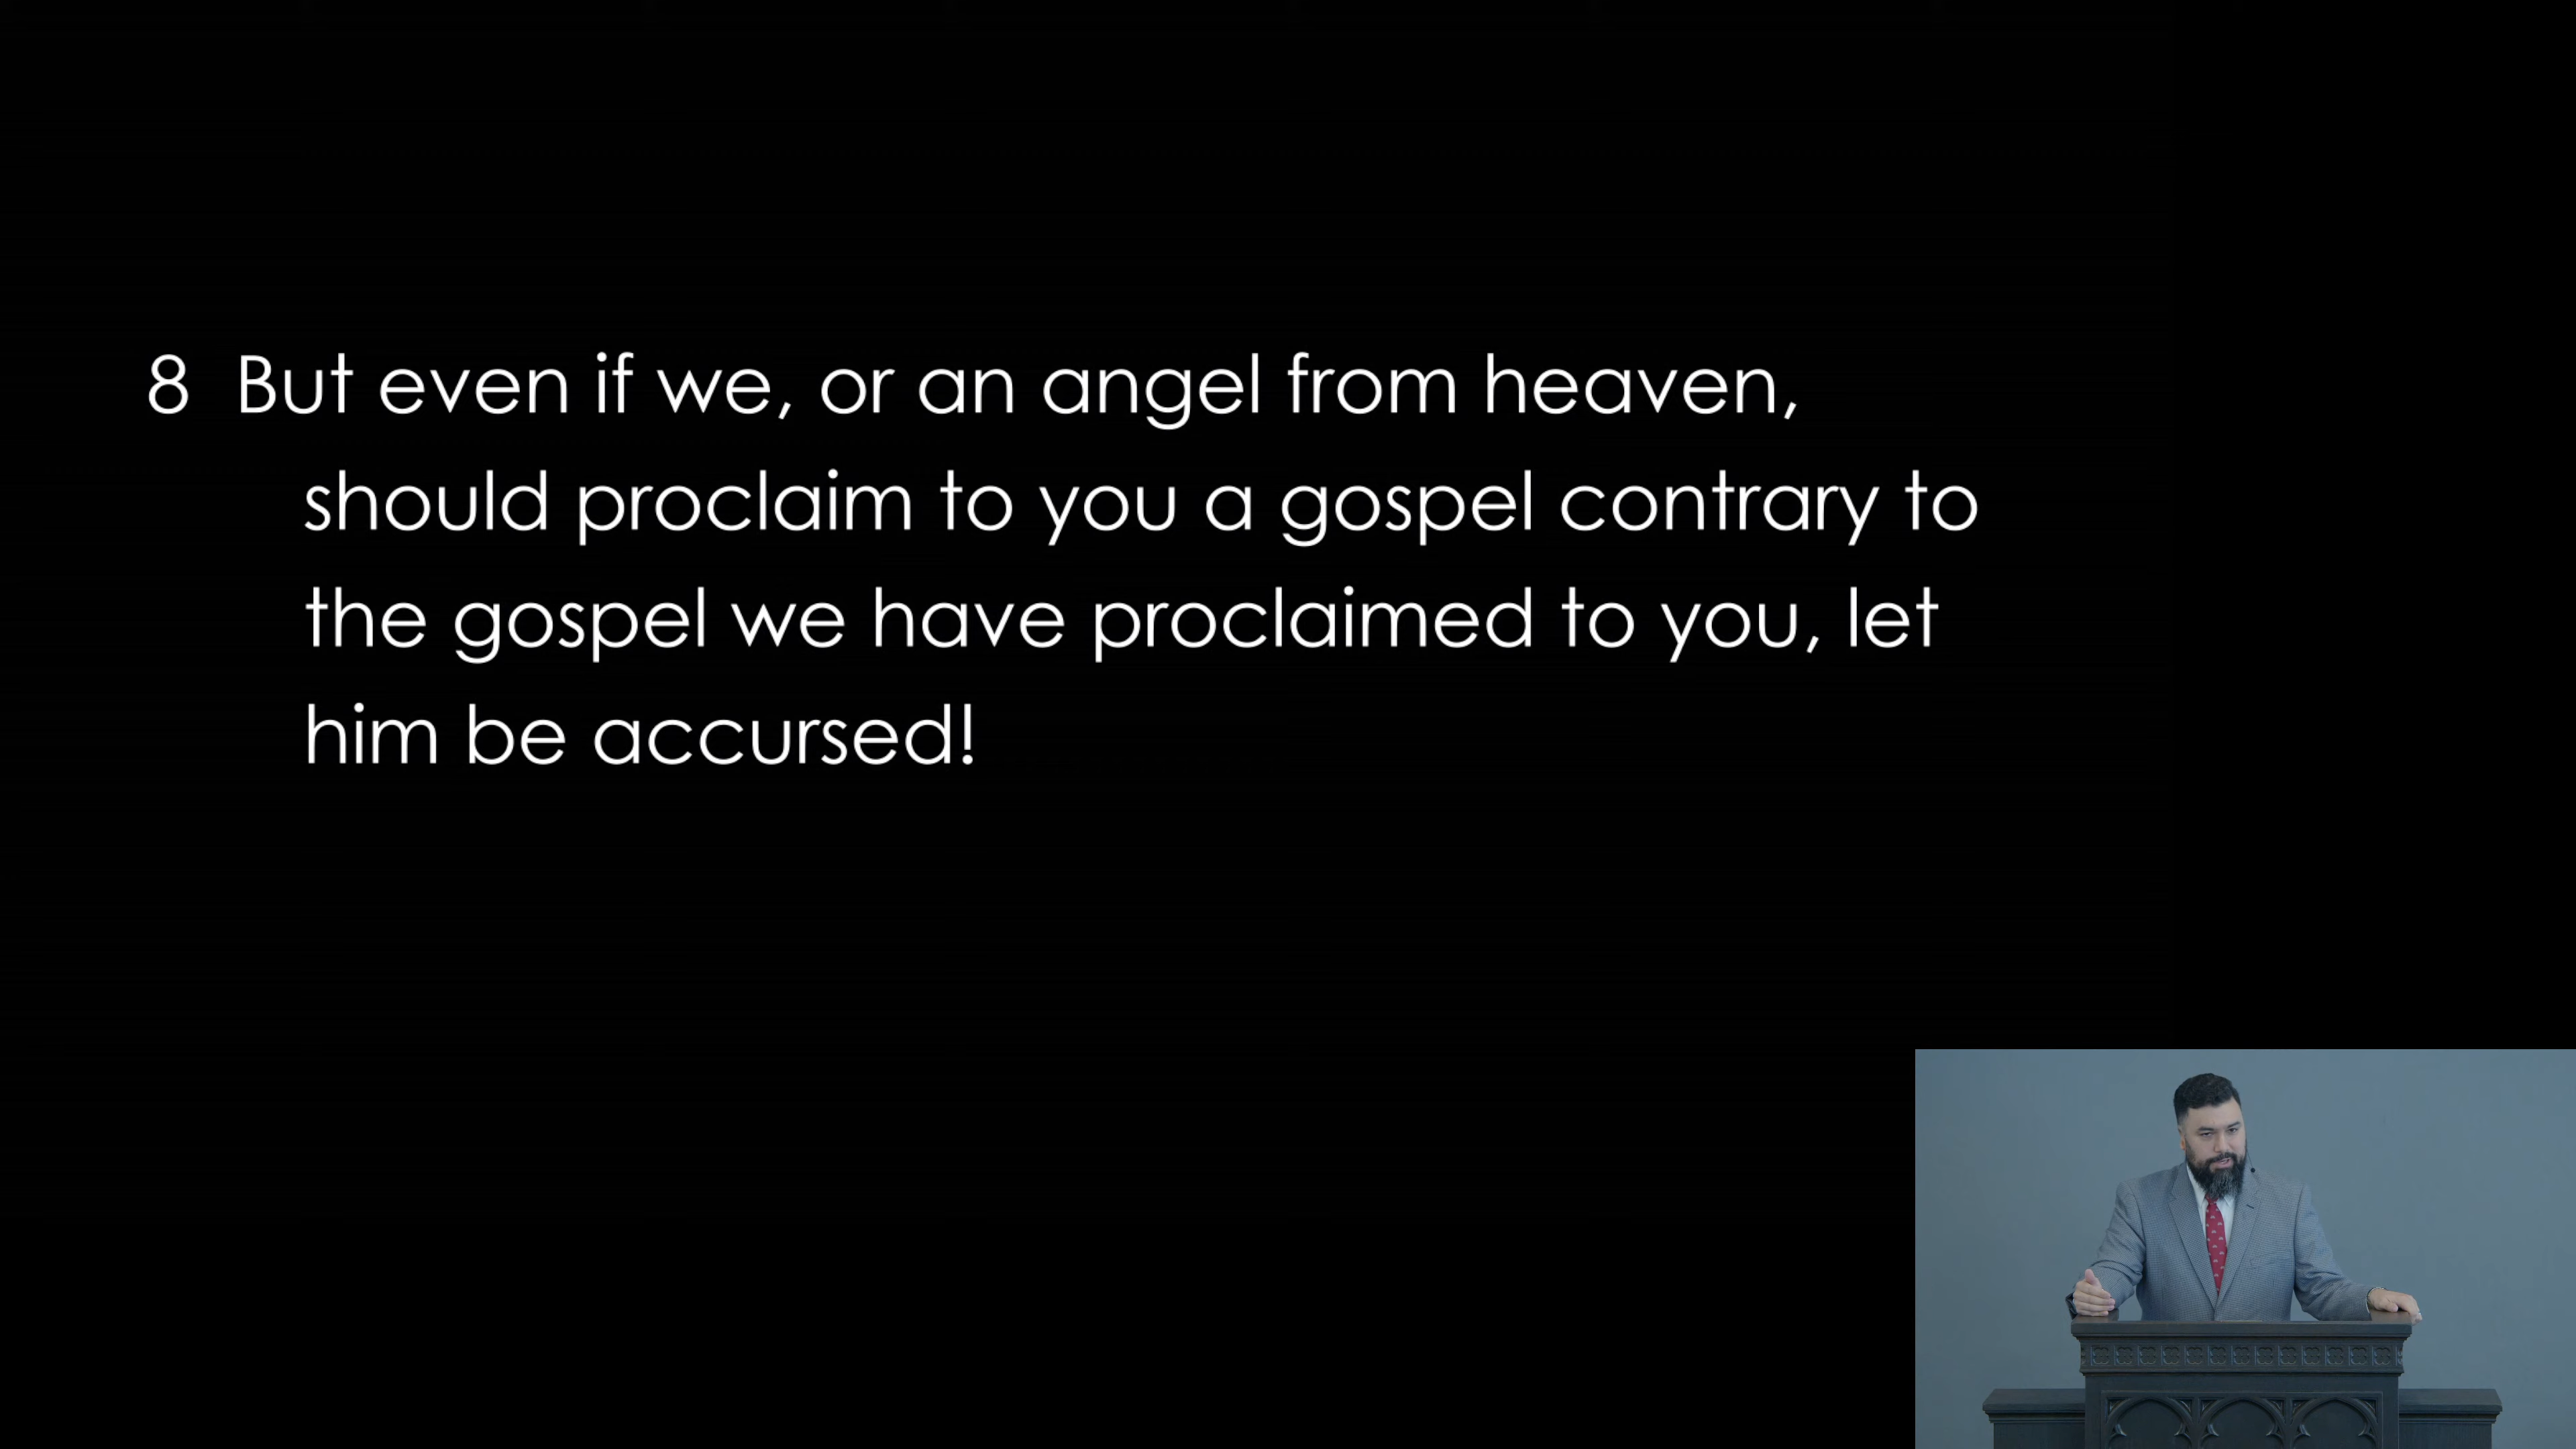 8 But even if we, or an angel from heaven,
should proclaim to you a gospel contrary to
the gospel we have proclaimed to you, let
him be accursed!